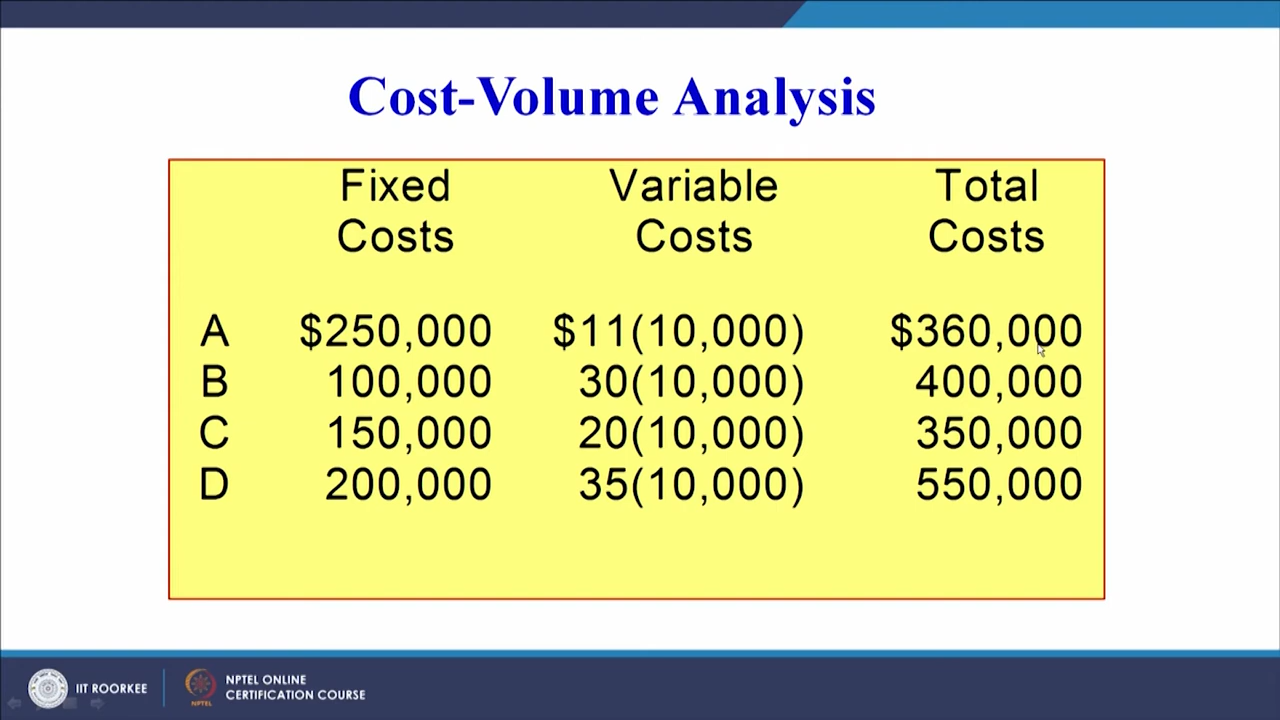 Cost-Volume Analysis
Fixed Costs Variable Costs Total Costs
A $250,000 $11(10,000) $360,000
B 100,000 30(10,000) 400,000
C 150,000 20(10,000) 350,000
D 200,000 35(10,000) 550,000
IIT ROORKEE
NPTEL
NPTEL ONLINE
CERTIFICATION COURSE